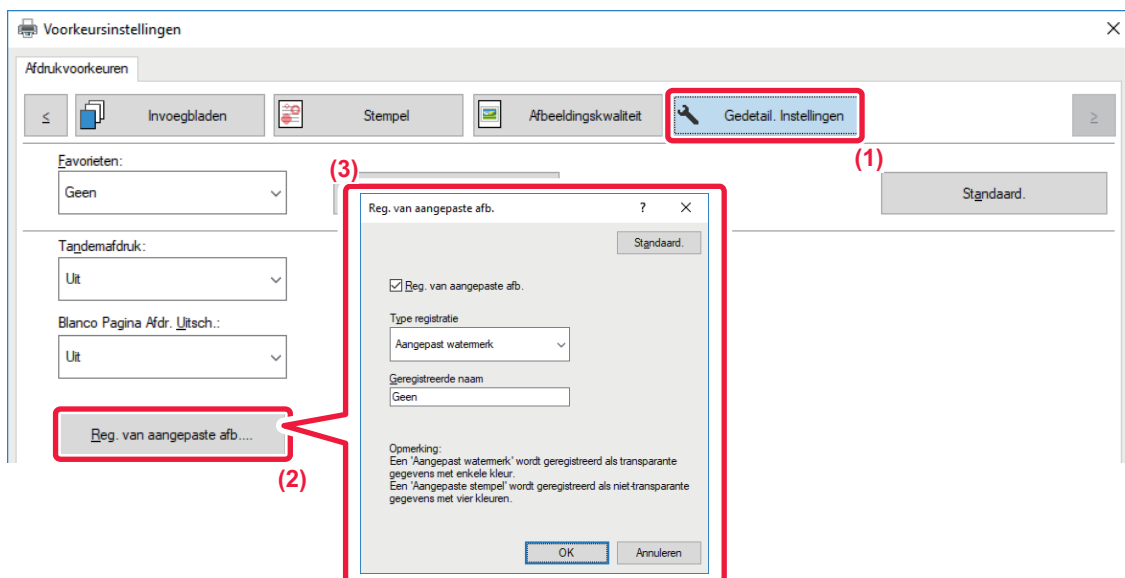 Voorkeursinstellingen
Afdrukvoorkeuren
<
Invoegbladen
Stempel
Afbeeldingskwaliteit
Gedetail. Instellingen
>
(1)
Favorieten:
Geen
Standaard.
(3)
Reg. van aangepaste afb.
?
Standaard.
Reg. van aangepaste afb.
Type registratie
Aangepast watermerk
Geregistreerde naam
Geen
Opmerking:
Een 'Aangepast watermerk' wordt geregistreerd als transparante
gegevens met enkele kleur.
Een 'Aangepaste stempel' wordt geregistreerd als niet-transparante
gegevens met vier kleuren.
OK
Annuleren
Tandemafdruk:
Uit
Blanco Pagina Afdr. Uitsch.:
Uit
Reg. van aangepaste afb....
(2)